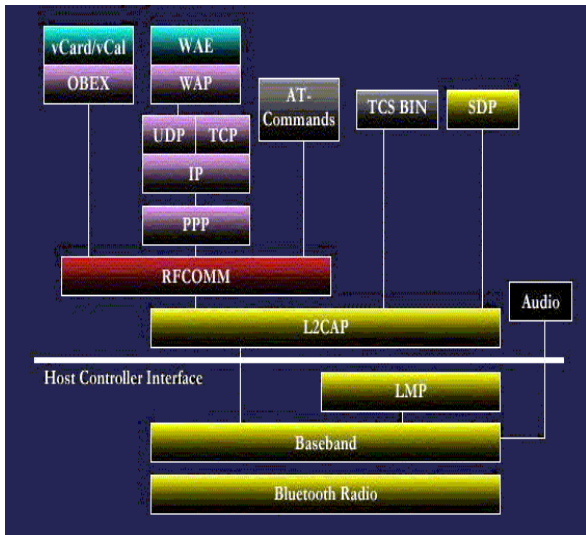 vCard/vCal
OBEX
WAE
WAP
UDP TCP
IP
PPP
AT-
Commands
TCS BIN
SDP
RFCOMM
Audio
L2CAP
Host Controller Interface
LMP
Baseband
Bluetooth Radio